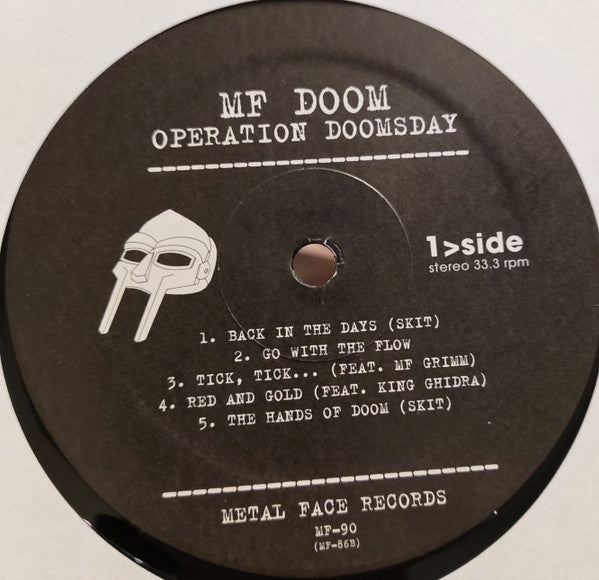 MF DOOM
OPERATION DOOMSDAY
1>side
stereo 33.3 rpm
1. BACK IN THE DAYS (SKIT)
2. GO WITH THE FLOW
3. TICK, TICK... (FEAT. MF GRIMM)
4. RED AND GOLD (FEAT. KING GHIDRA)
5. THE HANDS OF DOOM (SKIT)
METAL FACE RECORDS
MF-90
(MF-86B)